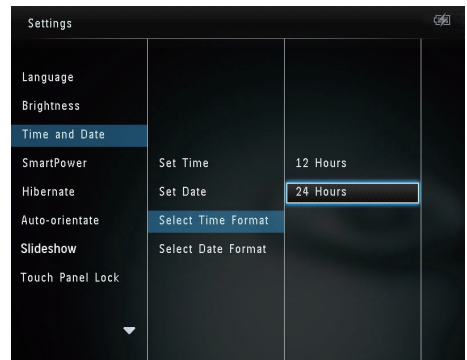 Settings
Language
Brightness
Time and Date
SmartPower
Hibernate
Auto-orientate
Slideshow
Touch Panel Lock
Set Time
Set Date
Select Time Format
Select Date Format
12 Hours
24 Hours